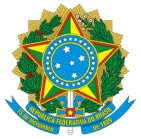 REPÚBLICA FEDERATIVA DO BRASIL
15 de Novembro
de 1889